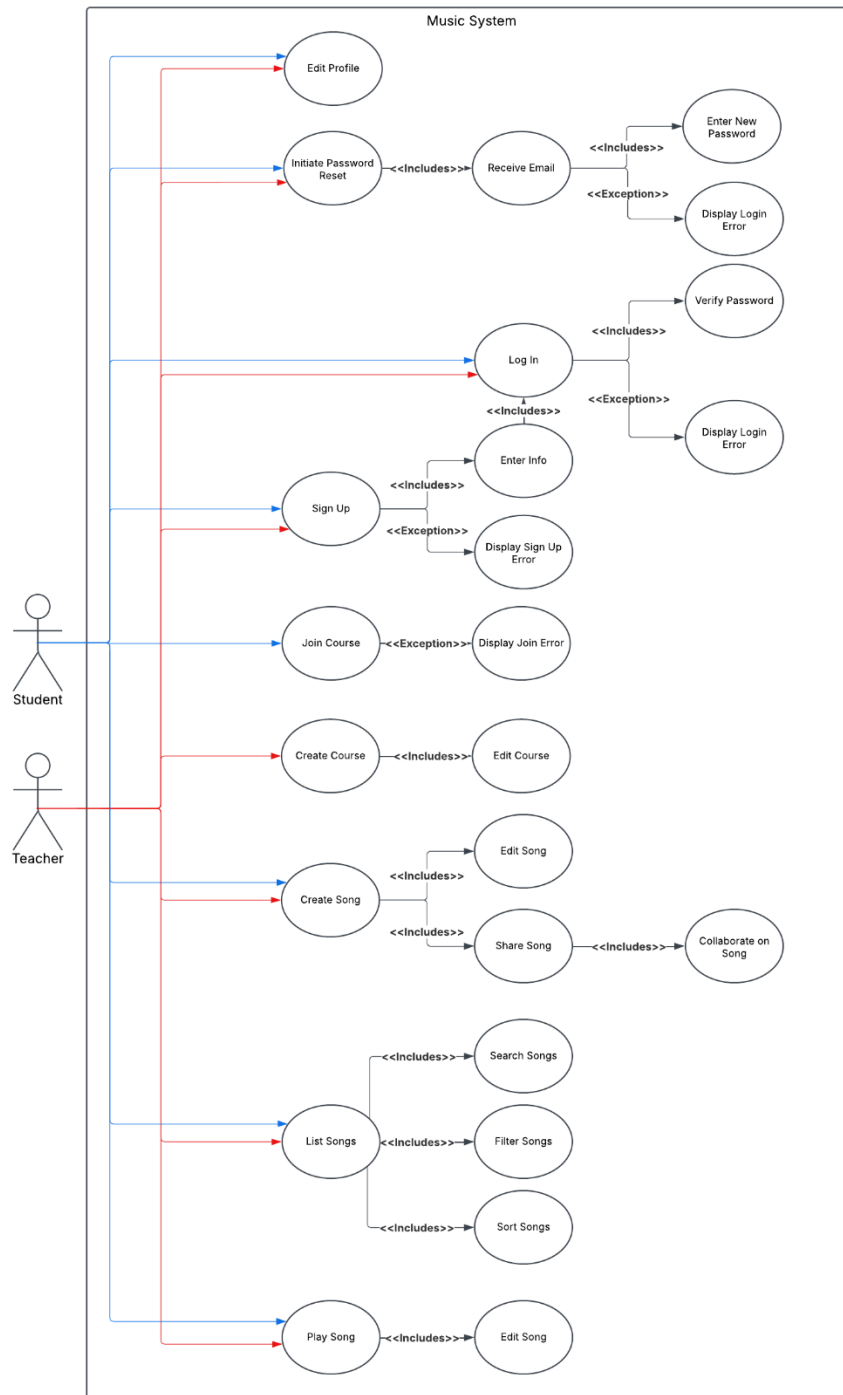 Music System
Edit Profile
Initiate Password
Reset
<<Includes>>
Receive Email
<<Includes>>
Enter New
Password
<<Exception>>
Display Login
Error
Log In
<<Includes>>
Verify Password
<<Exception>>
Display Login
Error
<<Includes>>
Sign Up
<<Includes>>
Enter Info
<<Exception>>
Display Sign Up
Error
Student
Join Course
<<Exception>>
Display Join Error
Teacher
Create Course
<<Includes>>
Edit Course
Create Song
<<Includes>>
Edit Song
<<Includes>>
Share Song
<<Includes>>
Collaborate on
Song
List Songs
<<Includes>>
Search Songs
<<Includes>>
Filter Songs
<<Includes>>
Sort Songs
Play Song
<<Includes>>
Edit Song